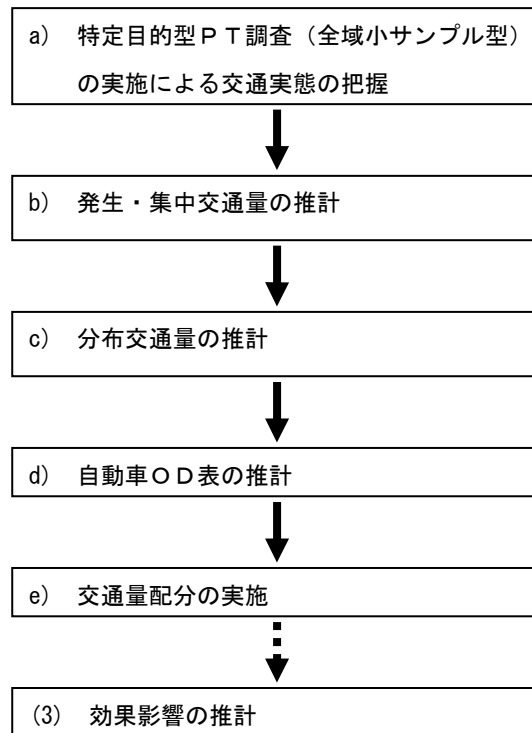 a) 特定目的型ＰＴ調査（全域小サンプル型）
の実施による交通実態の把握
b) 発生・集中交通量の推計
c) 分布交通量の推計
d) 自動車ＯＤ表の推計
e) 交通量配分の実施
(3) 効果影響の推計